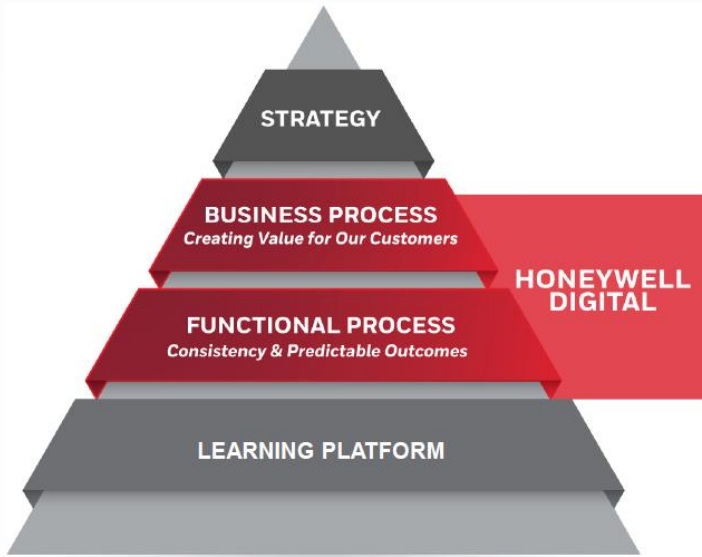 STRATEGY
BUSINESS PROCESS
Creating Value for Our Customers
FUNCTIONAL PROCESS
Consistency & Predictable Outcomes
HONEYWELL
DIGITAL
LEARNING PLATFORM